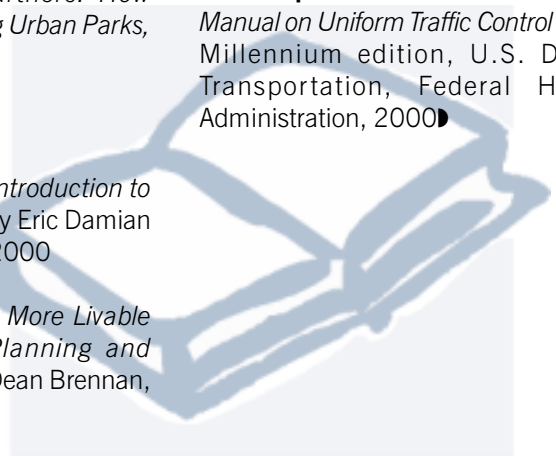 g Urban Parks,
ntroduction to
y Eric Damian
2000
More Livable
Planning and
Dean Brennan,
Manual on Uniform Traffic Control
Millennium edition, U.S. D
Transportation, Federal H
Administration, 2000